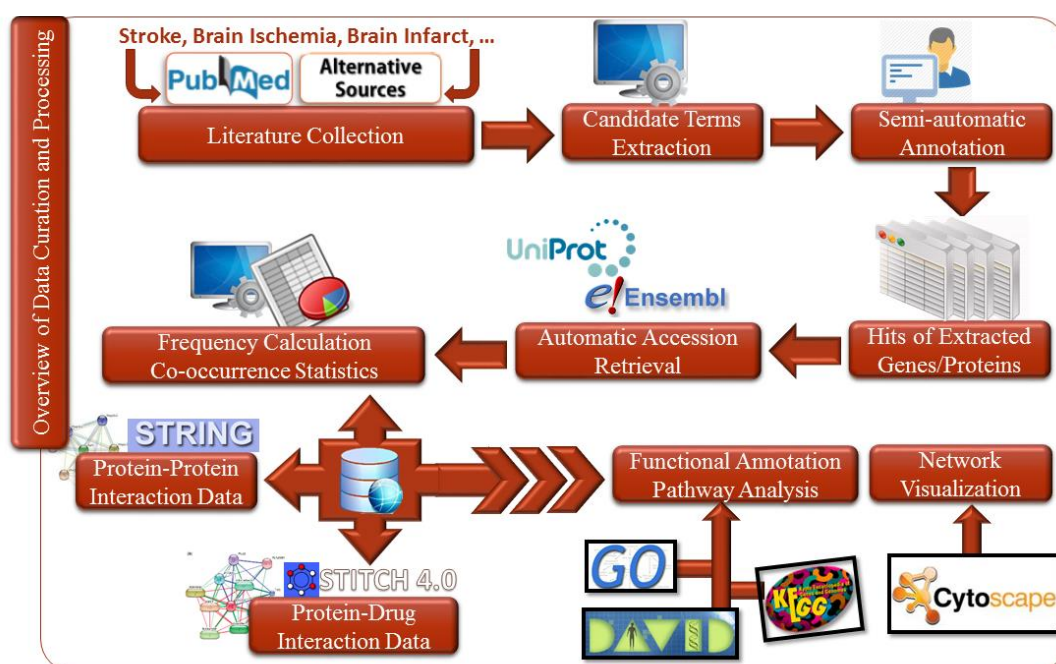 Overview of Data Curation and Processing
Stroke, Brain Ischemia, Brain Infarct, ...
PubMed
Alternative
Sources
Literature Collection
Candidate Terms
Extraction
Semi-automatic
Annotation
UniProt
e!Ensembl
Frequency Calculation
Co-occurrence Statistics
Automatic Accession
Retrieval
Hits of Extracted
Genes/Proteins
STRING
Protein-Protein
Interaction Data
Functional Annotation
Pathway Analysis
Network
Visualization
STITCH 4.0
Protein-Drug
Interaction Data
GO
KEGG
DAVID
Cytoscape